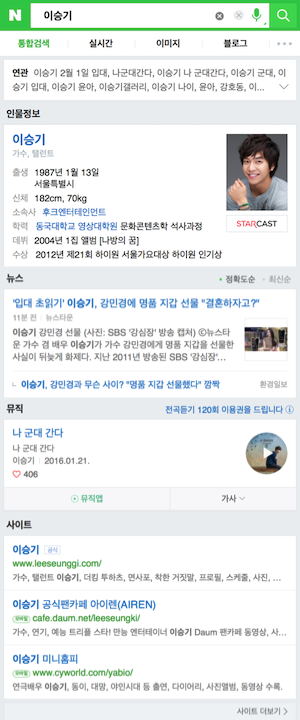 N 이승기
통합검색 실시간 이미지 블로그
연관 이승기 2월 1일 입대, 나군대간다, 이승기 나 군대간다, 이승기 군대, 이승
기 입대, 이승기 윤아, 이승기갤러리, 이승기 나이, 윤아, 강호동, 이...
인물정보
이승기
가수, 탤런트
출생 1987년 1월 13일
서울특별시
신체 182cm, 70kg
소속사 후크엔터테인먼트
학력 동국대학교 영상대학원 문화콘텐츠학 석사과정
데뷔 2004년 1집 앨범 [나방의 꿈]
수상 2012년 제21회 하이원 서울가요대상 하이원 인기상
STARCAST
뉴스 정확도순 최신순
'입대 초읽기' 이승기, 강민경에 명품 지갑 선물 "결혼하자고?"
11분 전 뉴스타운
이승기 강민경 선물 (사진: SBS '강심장' 방송 캡처) ⓒ뉴스타
운 가수 겸 배우 이승기가 가수 강민경에게 명품 지갑을 선물한
사실이 뒤늦게 화제다. 지난 2011년 방송된 SBS '강심장'...
이승기, 강민경과 무슨 사이? "명품 지갑 선물했다" 깜짝 환경일보
뮤직 전곡듣기 120회 이용권을 드립니다
나 군대 간다
나 군대 간다
이승기 2016.01.21.
406
뮤직앱 가사
사이트
이승기 공식
www.leeseunggi.com/
가수, 탤런트 이승기, 더킹 투하츠, 면사포, 착한 거짓말, 프로필, 스케줄, 사진, ...
이승기 공식팬카페 아이렌(AIREN)
모바일 cafe.daum.net/leeseungki/
가수, 연기, 예능 트리플 스타! 만능 엔터테이너 이승기 Daum 팬카페 동영상, 사...
이승기 미니홈피
모바일 www.cyworld.com/yabio/
연극배우 이승기, 동이, 대망, 야인시대 등 출연, 다이어리, 사진앨범, 동영상 수록.
사이트 더보기